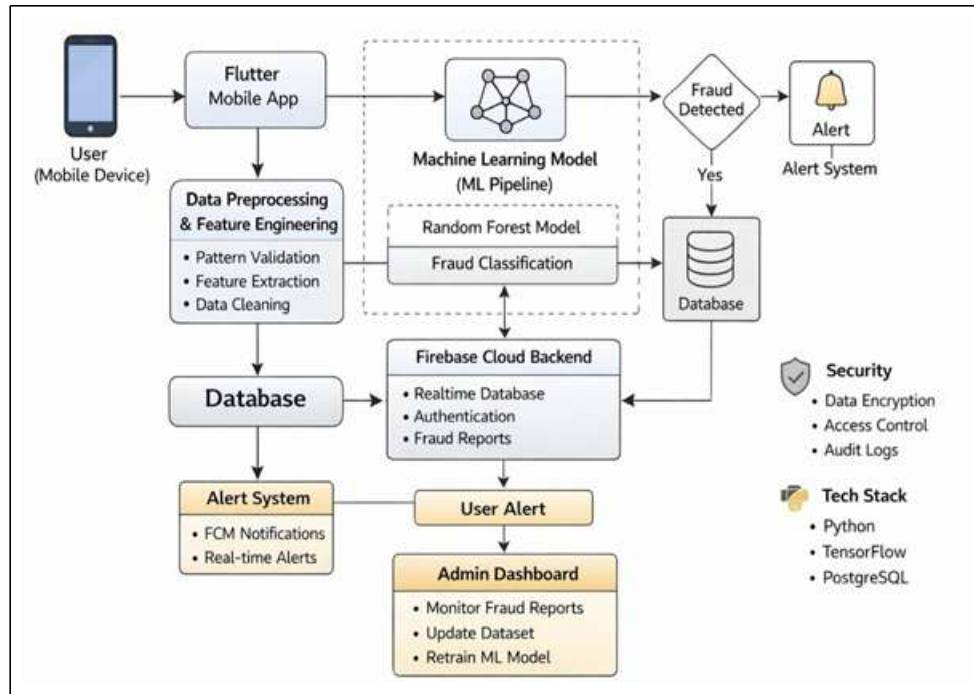 User
(Mobile Device)
Flutter
Mobile App
Machine Learning Model
(ML Pipeline)
Fraud
Detected
Yes
Alert
Alert System
Data Preprocessing
& Feature Engineering
• Pattern Validation
• Feature Extraction
• Data Cleaning
Random Forest Model
Fraud Classification
Database
Database
Firebase Cloud Backend
• Realtime Database
• Authentication
• Fraud Reports
Alert System
• FCM Notifications
• Real-time Alerts
User Alert
Admin Dashboard
• Monitor Fraud Reports
• Update Dataset
• Retrain ML Model
Security
• Data Encryption
• Access Control
• Audit Logs
Tech Stack
• Python
• TensorFlow
• PostgreSQL